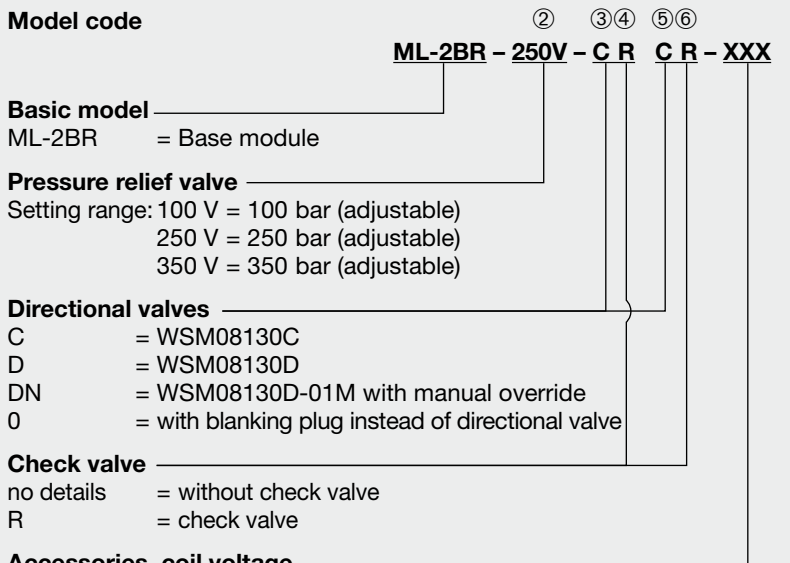 Model code ② ③④ ⑤⑥
ML-2BR – 250V – C R C R – XXX
Basic model
ML-2BR = Base module
Pressure relief valve
Setting range: 100 V = 100 bar (adjustable)
250 V = 250 bar (adjustable)
350 V = 350 bar (adjustable)
Directional valves
C = WSM08130C
D = WSM08130D
DN = WSM08130D-01M with manual override
0 = with blanking plug instead of directional valve
Check valve
no details = without check valve
R = check valve
Accessories, coil voltage